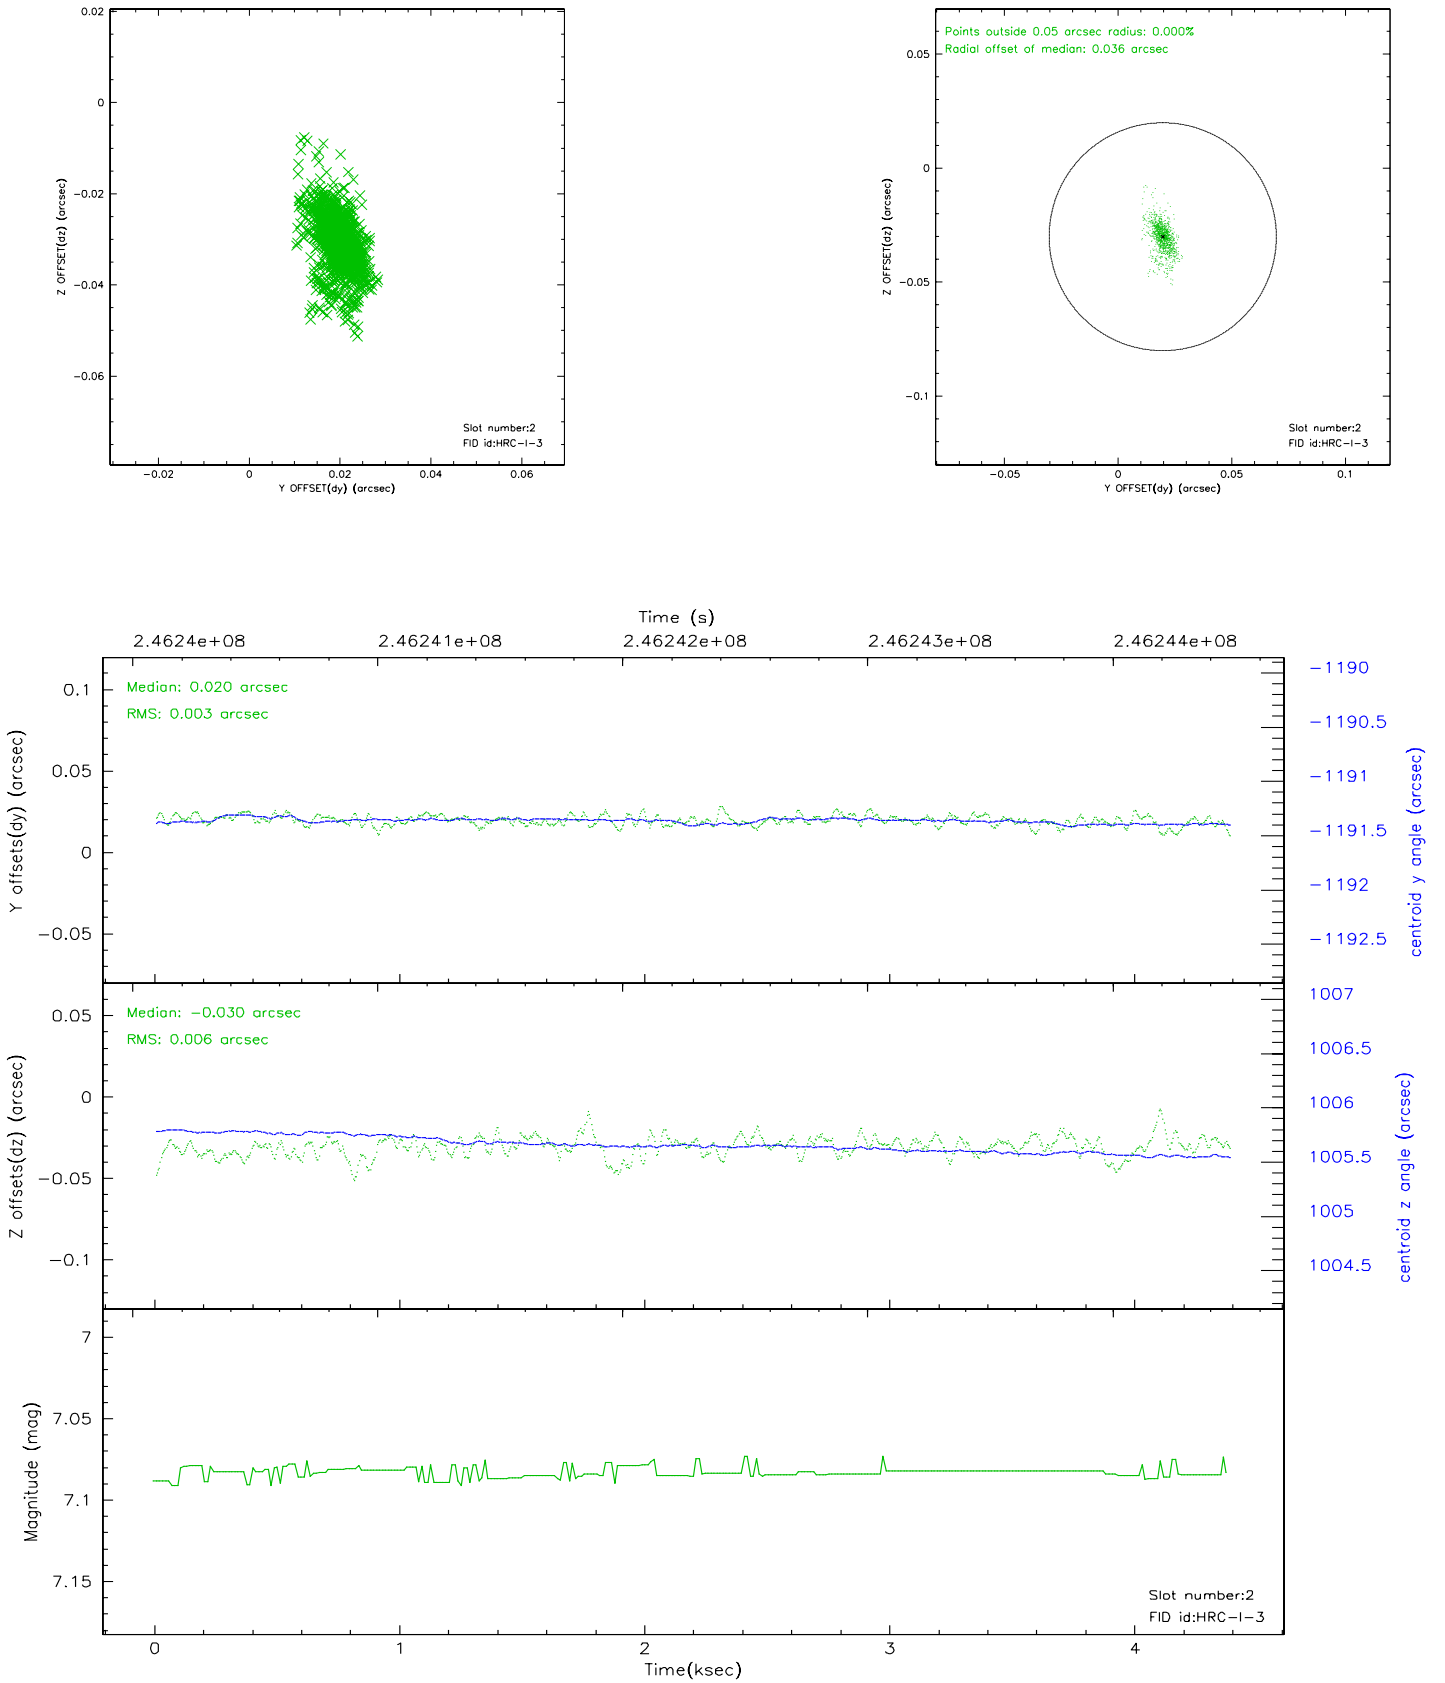 0.02
0
−0.02
−0.04
−0.06
Z OFFSET(dz) (arcsec)
Slot number:2
FID id:HRC−I−3
−0.02
0
0.02
0.04
0.06
Y OFFSET(dy) (arcsec)
Points outside 0.05 arcsec radius: 0.000%
Radial offset of median: 0.036 arcsec
0.05
0
−0.05
−0.1
Z OFFSET(dz) (arcsec)
Slot number:2
FID id:HRC−I−3
−0.05
0
0.05
0.1
Y OFFSET(dy) (arcsec)
Time (s)
2.4624e+08
2.46241e+08
2.46242e+08
2.46243e+08
2.46244e+08
Median: 0.020 arcsec
RMS: 0.003 arcsec
0.1
0.05
0
−0.05
Y offsets(dy) (arcsec)
−1190
−1190.5
−1191
−1191.5
−1192
−1192.5
centroid y angle (arcsec)
Median: −0.030 arcsec
RMS: 0.006 arcsec
0.05
0
−0.05
−0.1
Z offsets(dz) (arcsec)
1007
1006.5
1006
1005.5
1005
1004.5
centroid z angle (arcsec)
7
7.05
7.1
7.15
Magnitude (mag)
Slot number:2
FID id:HRC−I−3
0
1
2
3
4
Time(ksec)